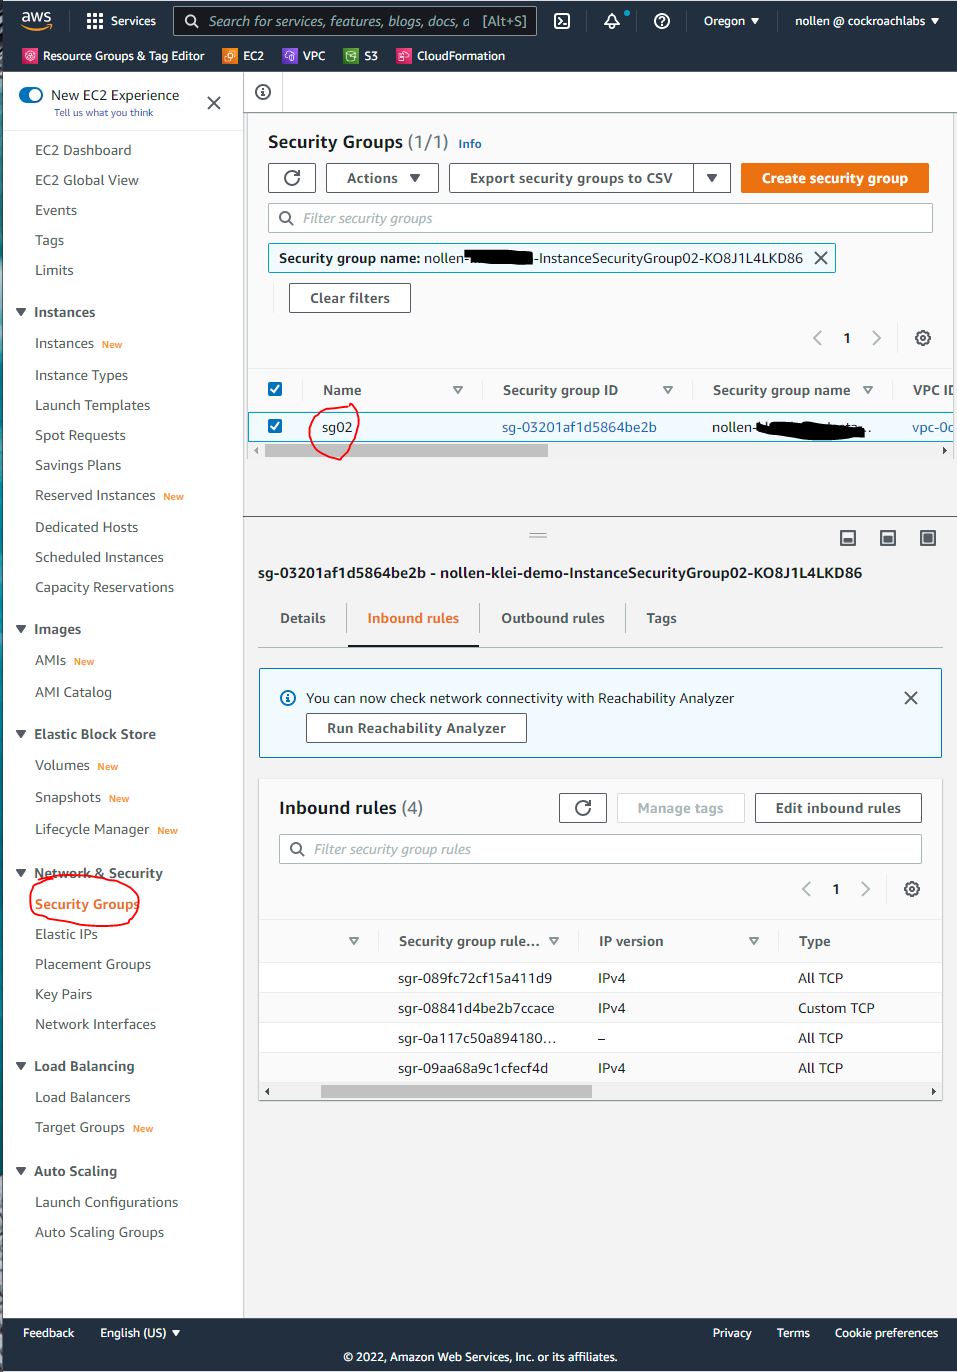 aws Services Search for services, features, blogs, docs, a [Alt+S] Oregon ▼ nollen @ cockroachlabs ▼
Resource Groups & Tag Editor EC2 VPC S3 CloudFormation
New EC2 Experience
Tell us what you think
EC2 Dashboard
EC2 Global View
Events
Tags
Limits
Instances
Instances New
Instance Types
Launch Templates
Spot Requests
Savings Plans
Reserved Instances New
Dedicated Hosts
Scheduled Instances
Capacity Reservations
Images
AMIs New
AMI Catalog
Elastic Block Store
Volumes New
Snapshots New
Lifecycle Manager New
Network & Security
Security Groups
Elastic IPs
Placement Groups
Key Pairs
Network Interfaces
Load Balancing
Load Balancers
Target Groups New
Auto Scaling
Launch Configurations
Auto Scaling Groups
Security Groups (1/1) Info
Actions ▼ Export security groups to CSV ▼ Create security group
Filter security groups
Security group name: nollen- -InstanceSecurityGroup02-KO8J1L4LKD86
Clear filters
1
Name Security group ID Security group name VPC ID
sg02 sg-03201af1d5864be2b nollen- … vpc-0c
sg-03201af1d5864be2b - nollen-klei-demo-InstanceSecurityGroup02-KO8J1L4LKD86
Details Inbound rules Outbound rules Tags
You can now check network connectivity with Reachability Analyzer
Run Reachability Analyzer
Inbound rules (4) Manage tags Edit inbound rules
Filter security group rules
1
Security group rule... IP version Type
sgr-089fc72cf15a411d9 IPv4 All TCP
sgr-08841d4be2b7ccace IPv4 Custom TCP
sgr-0a117c50a894180... – All TCP
sgr-09aa68a9c1cfecf4d IPv4 All TCP
Feedback English (US) ▼ Privacy Terms Cookie preferences
© 2022, Amazon Web Services, Inc. or its affiliates.